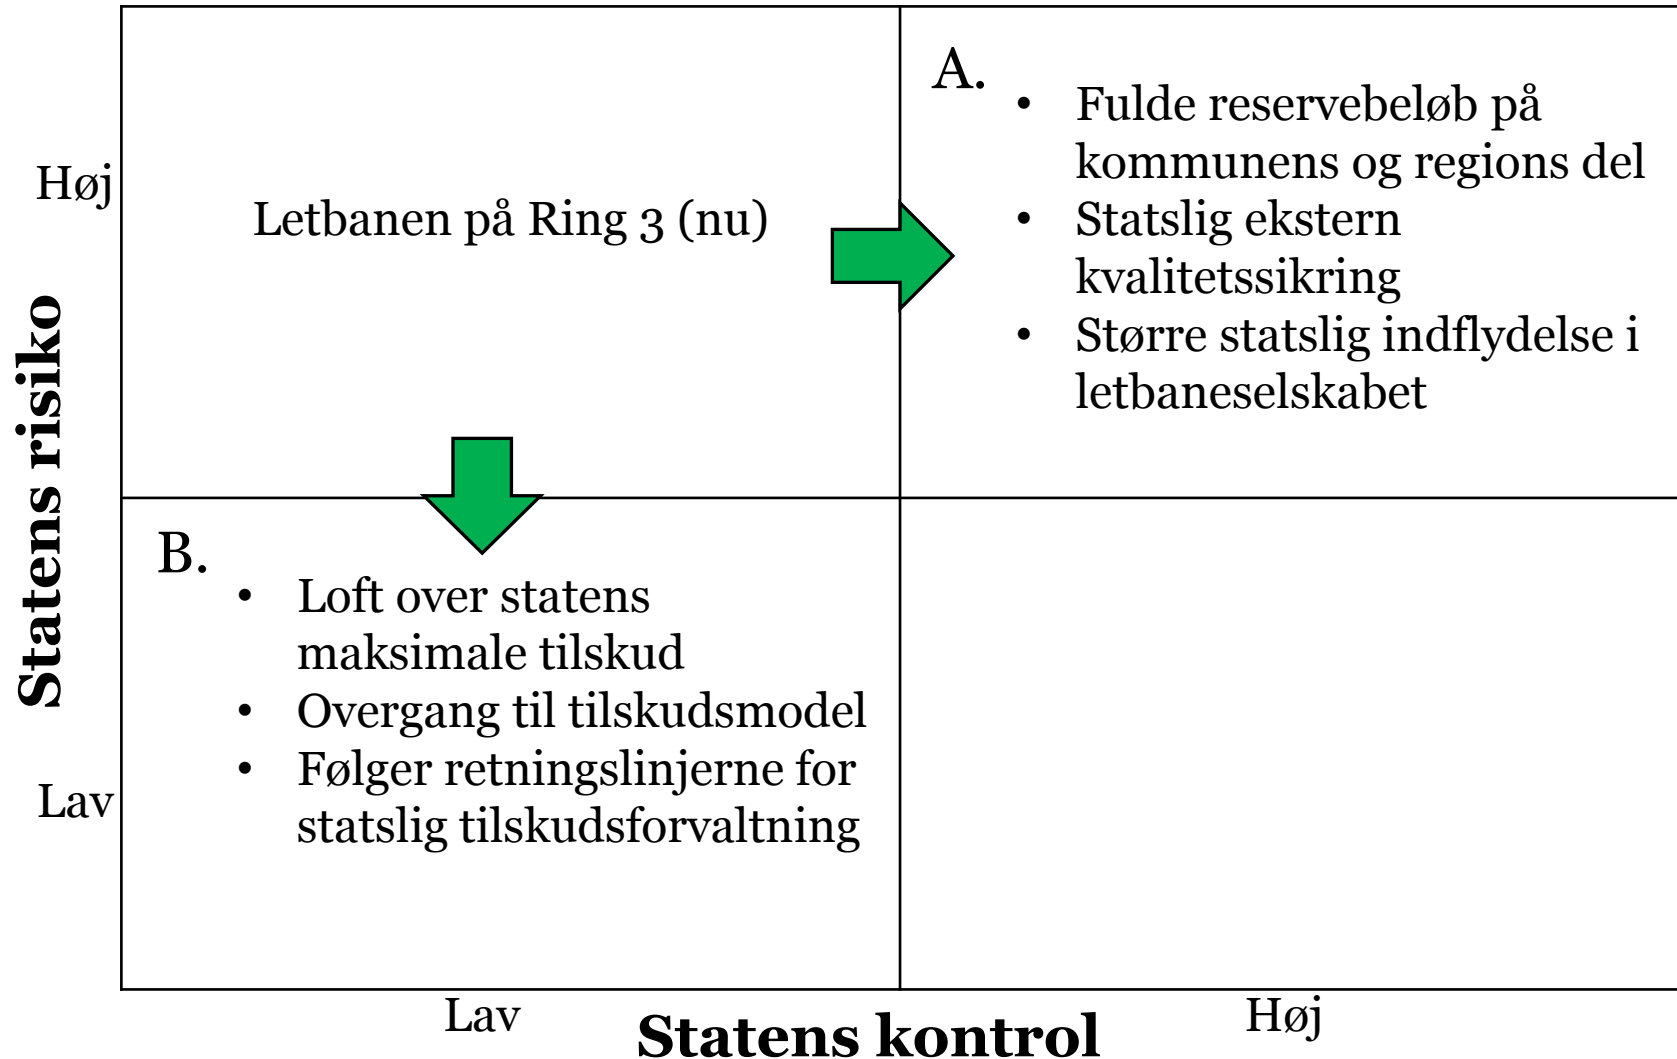 Statens risiko
Høj
Lav
Letbanen på Ring 3 (nu)
A.
• Fulde reservebeløb på
kommunens og regions del
• Statslig ekstern
kvalitetssikring
• Større statslig indflydelse i
letbaneselskabet
B.
• Loft over statens
maksimale tilskud
• Overgang til tilskudsmodel
• Følger retningslinjerne for
statslig tilskudsforvaltning
Lav
Statens kontrol
Høj